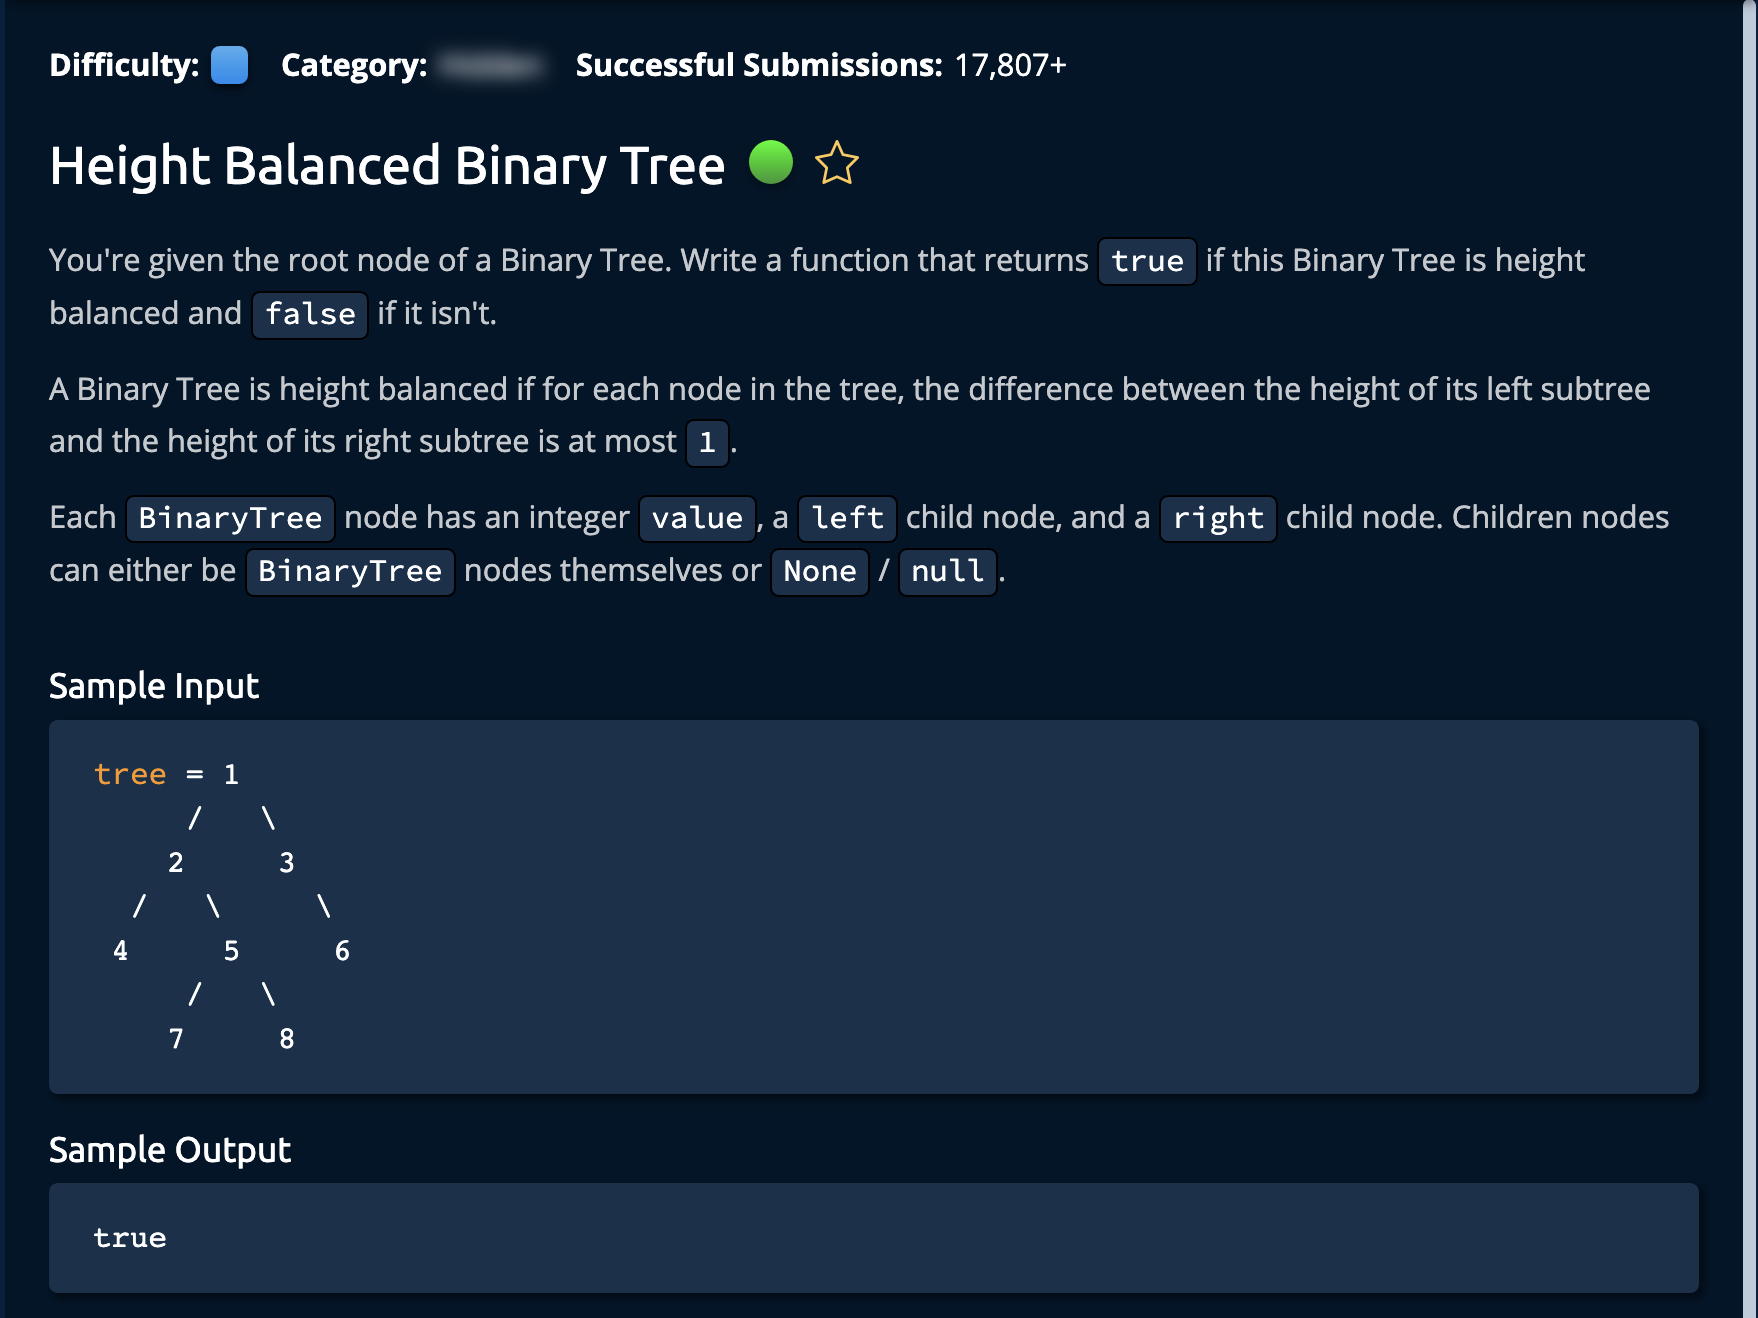 Difficulty: Category: Successful Submissions: 17,807+
Height Balanced Binary Tree
You're given the root node of a Binary Tree. Write a function that returns true if this Binary Tree is height
balanced and false if it isn't.
A Binary Tree is height balanced if for each node in the tree, the difference between the height of its left subtree
and the height of its right subtree is at most 1.
Each BinaryTree node has an integer value, a left child node, and a right child node. Children nodes
can either be BinaryTree nodes themselves or None / null.
Sample Input
tree = 1
/ \
2 3
/ \ \
4 5 6
/ \
7 8
Sample Output
true